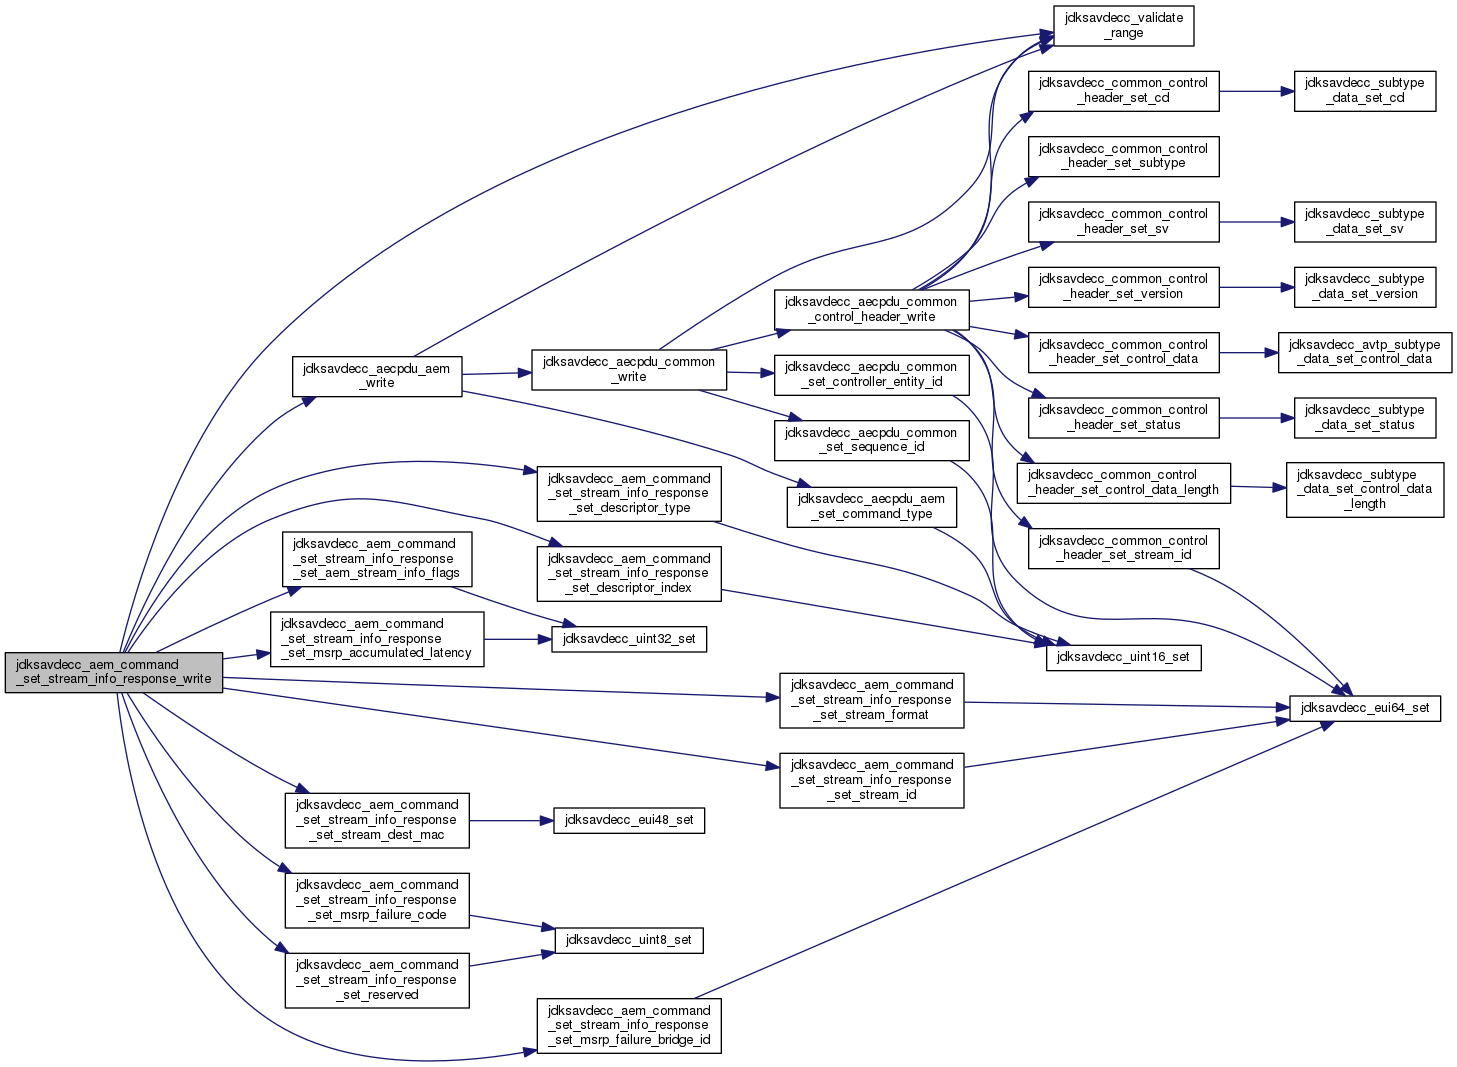 jdksavdecc_validate
_range
jdksavdecc_common_control
_header_set_cd
jdksavdecc_subtype
_data_set_cd
jdksavdecc_common_control
_header_set_subtype
jdksavdecc_common_control
_header_set_sv
jdksavdecc_subtype
_data_set_sv
jdksavdecc_aecpdu_common
_control_header_write
jdksavdecc_common_control
_header_set_version
jdksavdecc_subtype
_data_set_version
jdksavdecc_aecpdu_aem
_write
jdksavdecc_aecpdu_common
_write
jdksavdecc_aecpdu_common
_set_controller_entity_id
jdksavdecc_common_control
_header_set_control_data
jdksavdecc_avtp_subtype
_data_set_control_data
jdksavdecc_aecpdu_common
_set_sequence_id
jdksavdecc_common_control
_header_set_status
jdksavdecc_subtype
_data_set_status
jdksavdecc_aem_command
_set_stream_info_response
_set_descriptor_type
jdksavdecc_aecpdu_aem
_set_command_type
jdksavdecc_common_control
_header_set_control_data_length
jdksavdecc_subtype
_data_set_control_data
_length
jdksavdecc_aem_command
_set_stream_info_response
_set_aem_stream_info_flags
jdksavdecc_aem_command
_set_stream_info_response
_set_descriptor_index
jdksavdecc_common_control
_header_set_stream_id
jdksavdecc_aem_command
_set_stream_info_response
_set_msrp_accumulated_latency
jdksavdecc_uint32_set
jdksavdecc_uint16_set
jdksavdecc_aem_command
_set_stream_info_response_write
jdksavdecc_aem_command
_set_stream_info_response
_set_stream_format
jdksavdecc_eui64_set
jdksavdecc_aem_command
_set_stream_info_response
_set_stream_id
jdksavdecc_aem_command
_set_stream_info_response
_set_stream_dest_mac
jdksavdecc_eui48_set
jdksavdecc_aem_command
_set_stream_info_response
_set_msrp_failure_code
jdksavdecc_uint8_set
jdksavdecc_aem_command
_set_stream_info_response
_set_reserved
jdksavdecc_aem_command
_set_stream_info_response
_set_msrp_failure_bridge_id